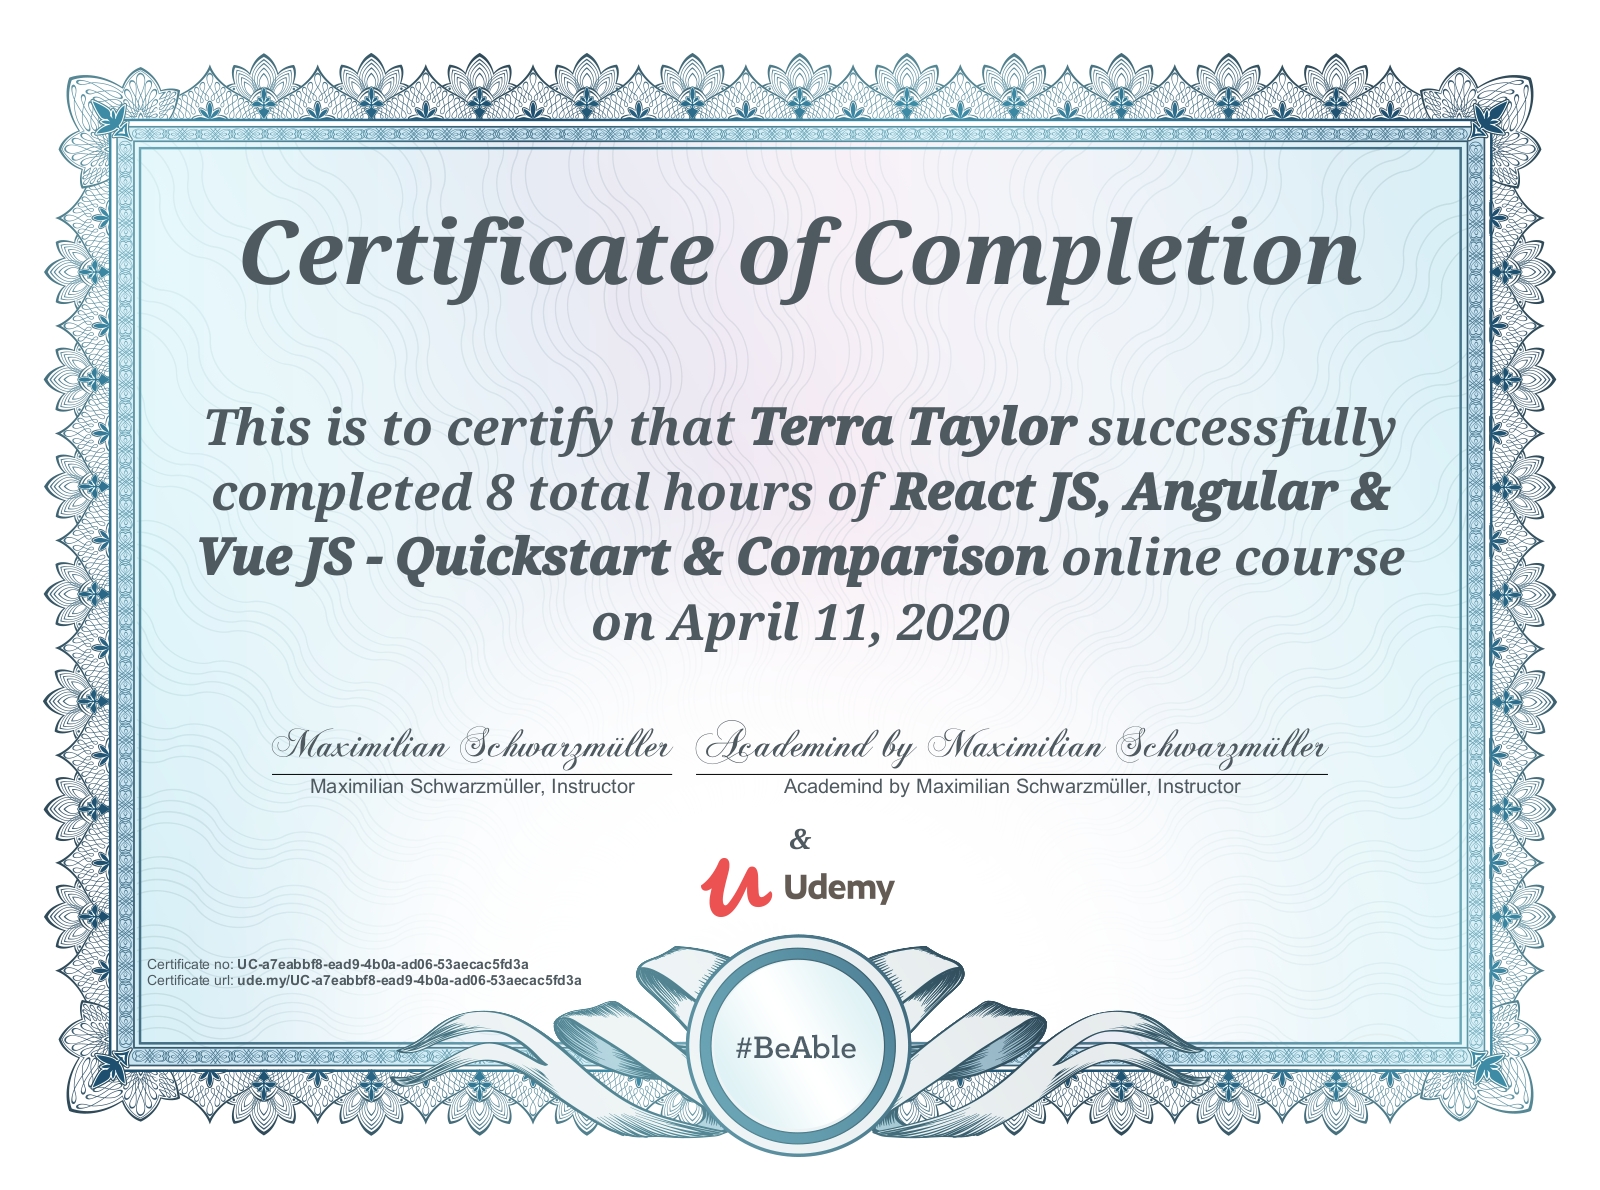 Certificate of Completion
This is to certify that Terra Taylor successfully
completed 8 total hours of React JS, Angular &
Vue JS - Quickstart & Comparison online course
on April 11, 2020
Maximilian Schwarzmüller Academind by Maximilian Schwarzmüller
Maximilian Schwarzmüller, Instructor Academind by Maximilian Schwarzmüller, Instructor
&
Udemy
Certificate no: UC-a7eabbf8-ead9-4b0a-ad06-53aecac5fd3a
Certificate url: ude.my/UC-a7eabbf8-ead9-4b0a-ad06-53aecac5fd3a
#BeAble